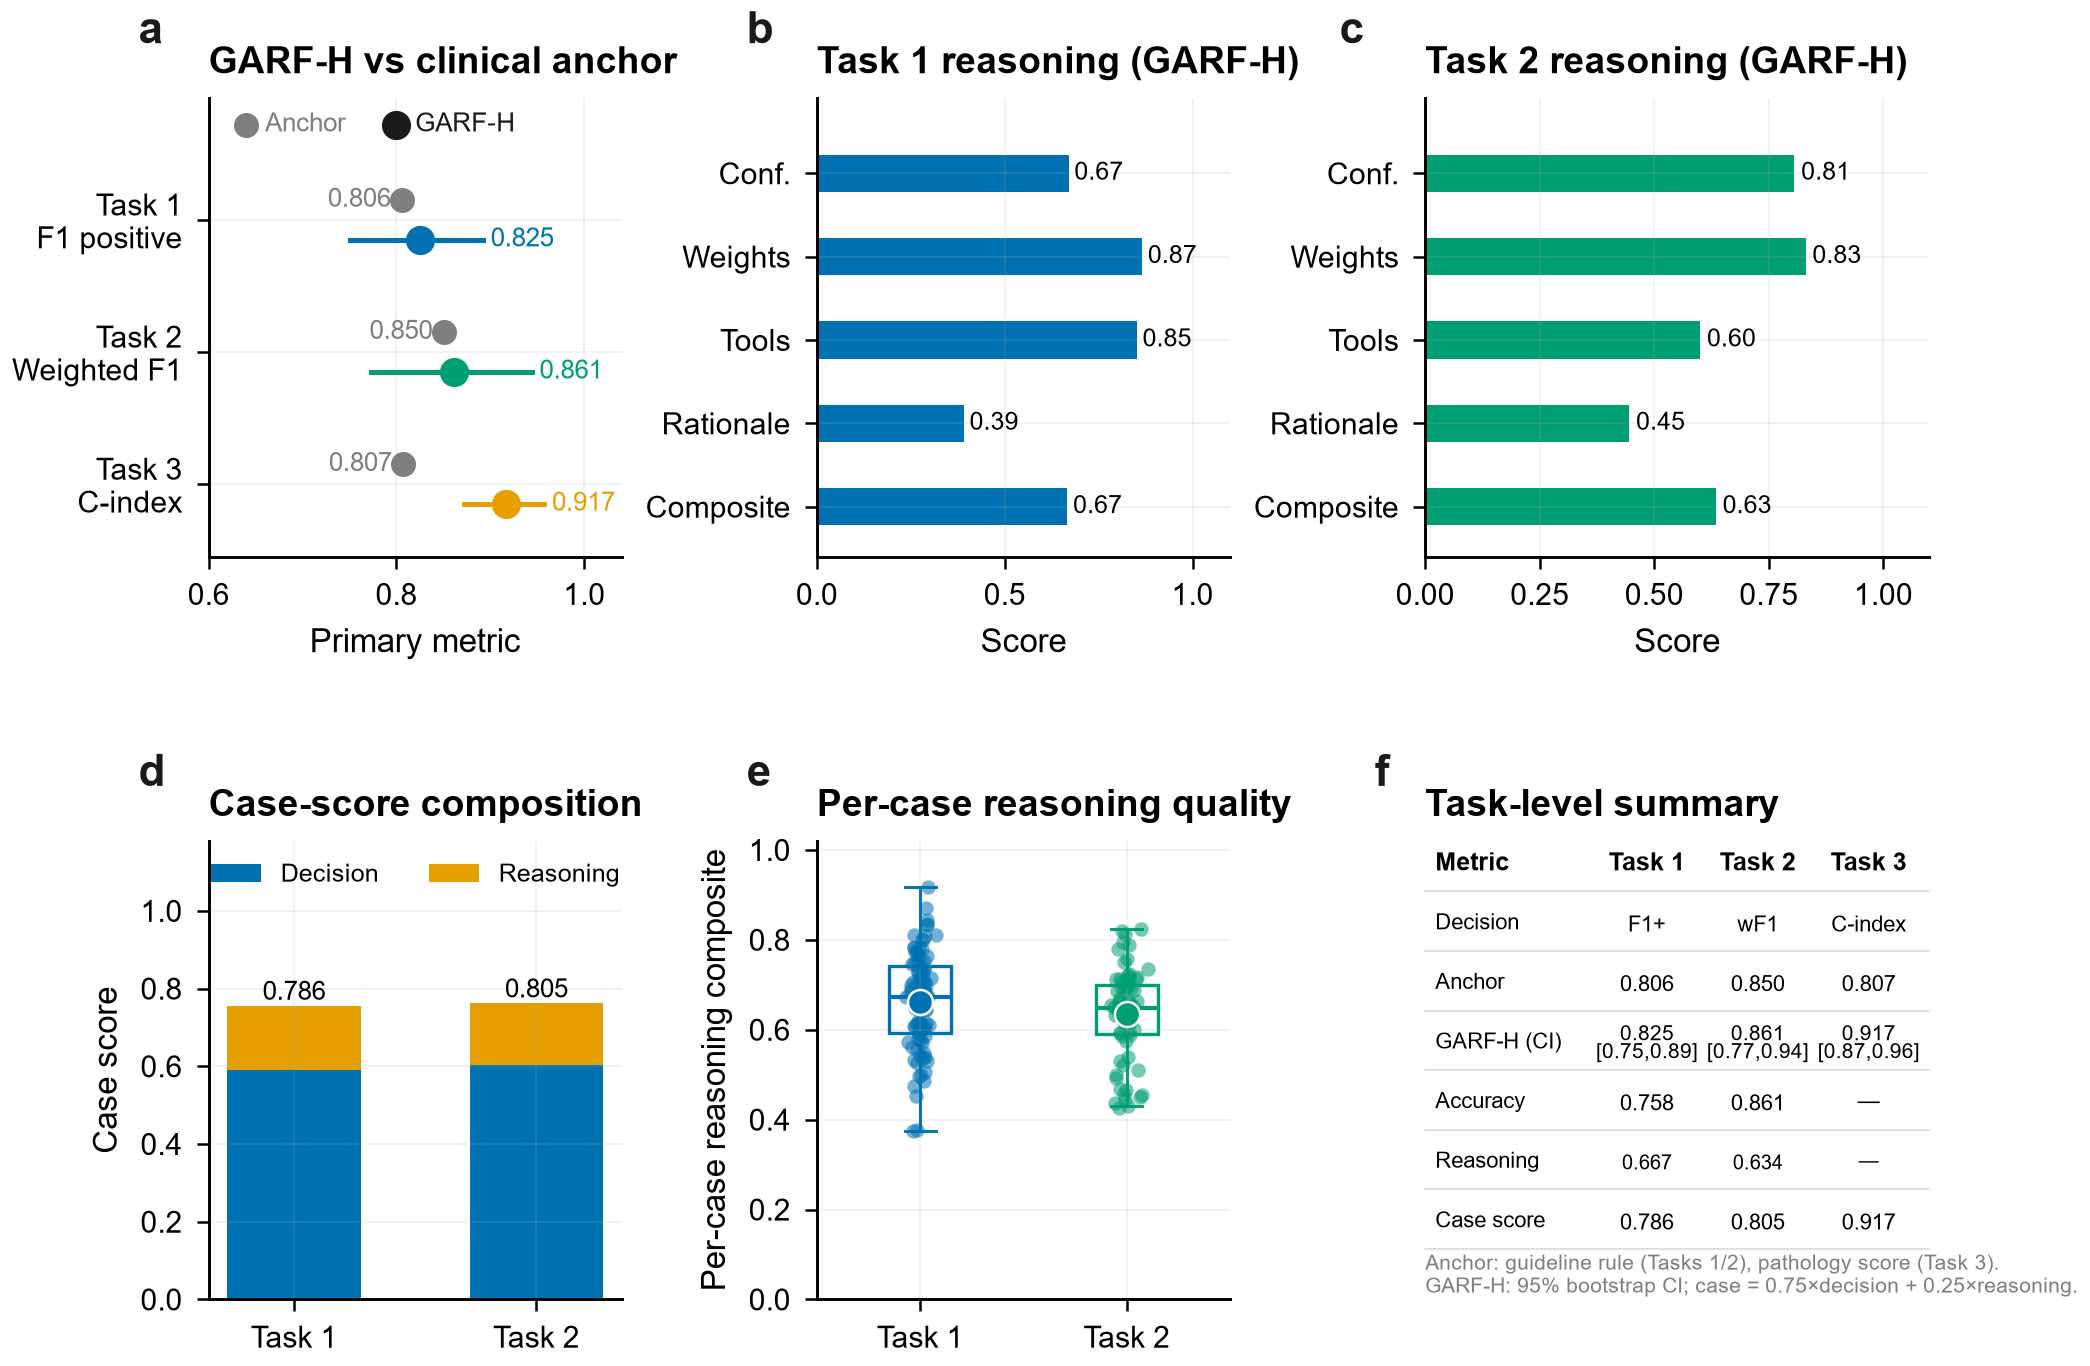 a
GARF-H vs clinical anchor
Anchor
GARF-H
Task 1
F1 positive
0.806
0.825
Task 2
Weighted F1
0.850
0.861
Task 3
C-index
0.807
0.917
0.6
0.8
1.0
Primary metric
b
Task 1 reasoning (GARF-H)
Conf.
0.67
Weights
0.87
Tools
0.85
Rationale
0.39
Composite
0.67
0.0
0.5
1.0
Score
c
Task 2 reasoning (GARF-H)
Conf.
0.81
Weights
0.83
Tools
0.60
Rationale
0.45
Composite
0.63
0.00
0.25
0.50
0.75
1.00
Score
d
Case-score composition
Decision
Reasoning
Case score
1.0
0.8
0.6
0.4
0.2
0.0
0.786
0.805
Task 1
Task 2
e
Per-case reasoning quality
Per-case reasoning composite
1.0
0.8
0.6
0.4
0.2
0.0
Task 1
Task 2
f
Task-level summary
Metric Task 1 Task 2 Task 3
Decision F1+ wF1 C-index
Anchor 0.806 0.850 0.807
GARF-H (CI) 0.825 0.861 0.917
[0.75,0.89] [0.77,0.94] [0.87,0.96]
Accuracy 0.758 0.861 —
Reasoning 0.667 0.634 —
Case score 0.786 0.805 0.917
Anchor: guideline rule (Tasks 1/2), pathology score (Task 3).
GARF-H: 95% bootstrap CI; case = 0.75×decision + 0.25×reasoning.